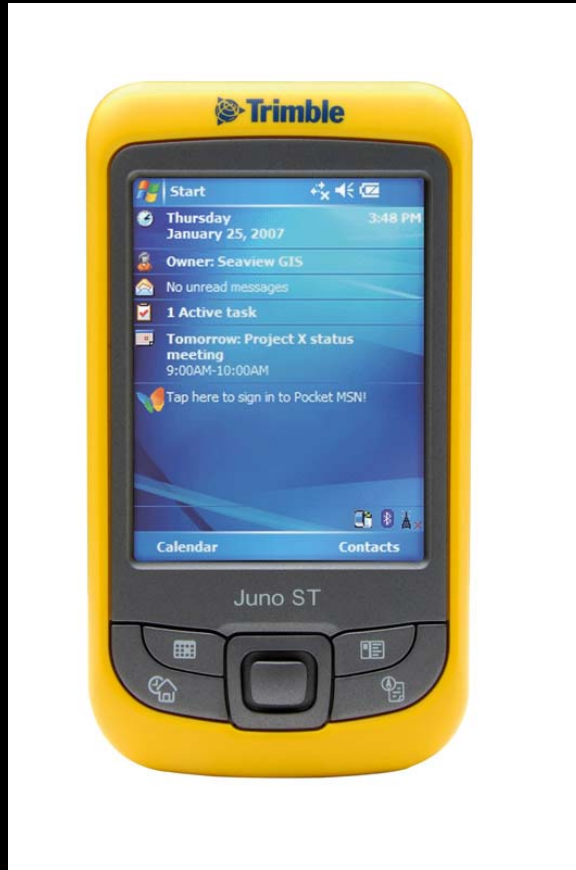 Trimble
Start
Thursday 3:48 PM
January 25, 2007
Owner: Seaview GIS
No unread messages
1 Active task
Tomorrow: Project X status
meeting
9:00AM-10:00AM
Tap here to sign in to Pocket MSN!
Calendar Contacts
Juno ST